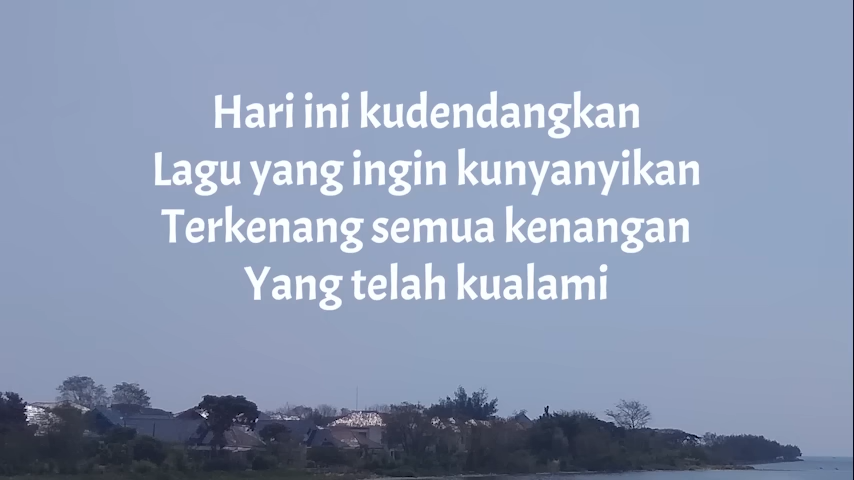 Hari ini kudendangkan
Lagu yang ingin kunyanyikan
Terkenang semua kenangan
Yang telah kualami